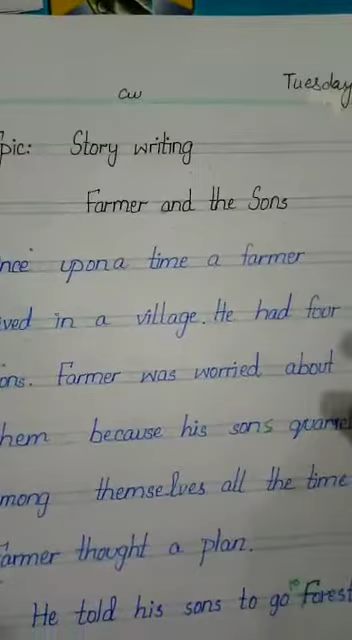 cw Tuesday
pic: Story writing
Farmer and the Sons
nce upon a time a farmer
ved in a village. He had four
ons. Farmer was worried about
hem because his sons quarrel
mong themselves all the time
armer thought a plan.
He told his sons to go to forest